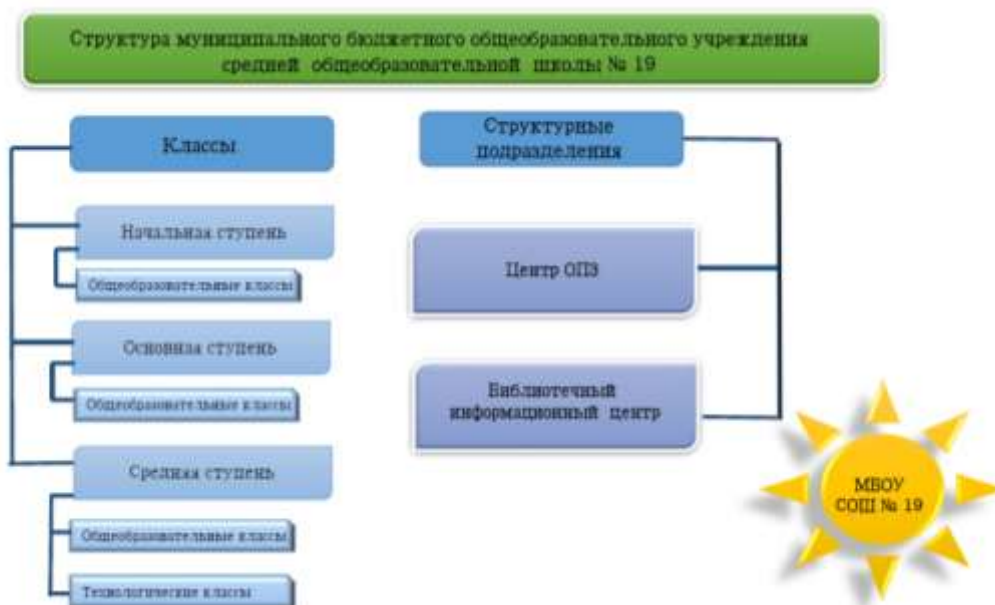 Структура муниципального бюджетного общеобразовательного учреждения
средней общеобразовательной школы № 19
Классы
Начальная ступень
Общеобразовательные классы
Основная ступень
Общеобразовательные классы
Средняя ступень
Общеобразовательные классы
Технологические классы
Структурные
подразделения
Центр ОПЗ
Библиотечный
информационный центр
МБОУ
СОШ № 19